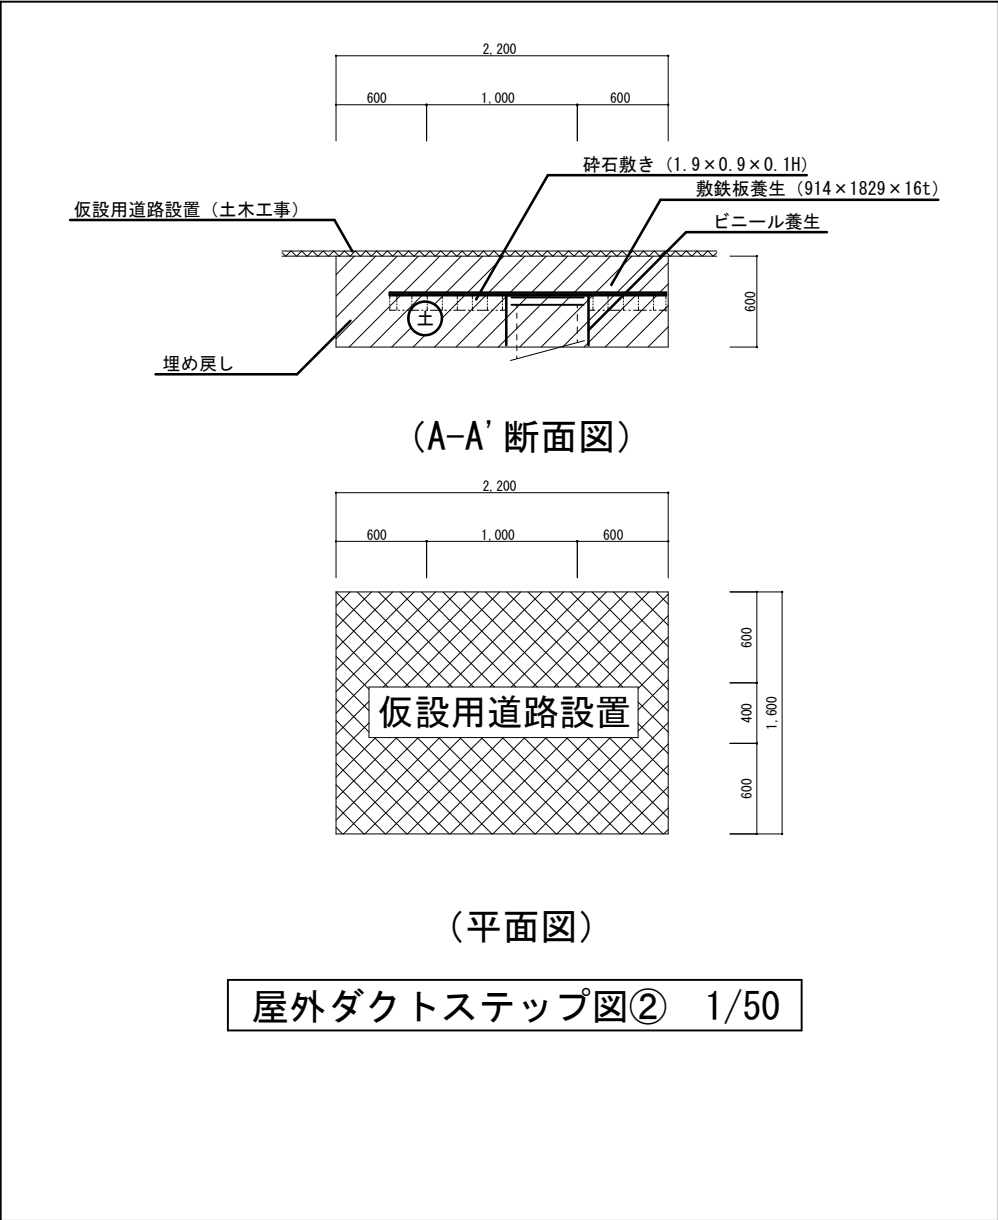 2,200
600 1,000 600
砕石敷き（1.9×0.9×0.1H）
敷鉄板養生（914×1829×16t）
仮設用道路設置（土木工事）
ビニール養生
600
土
埋め戻し
（A-A'断面図）
2,200
600 1,000 600
600
仮設用道路設置
400
1,600
600
（平面図）
屋外ダクトステップ図② 1/50